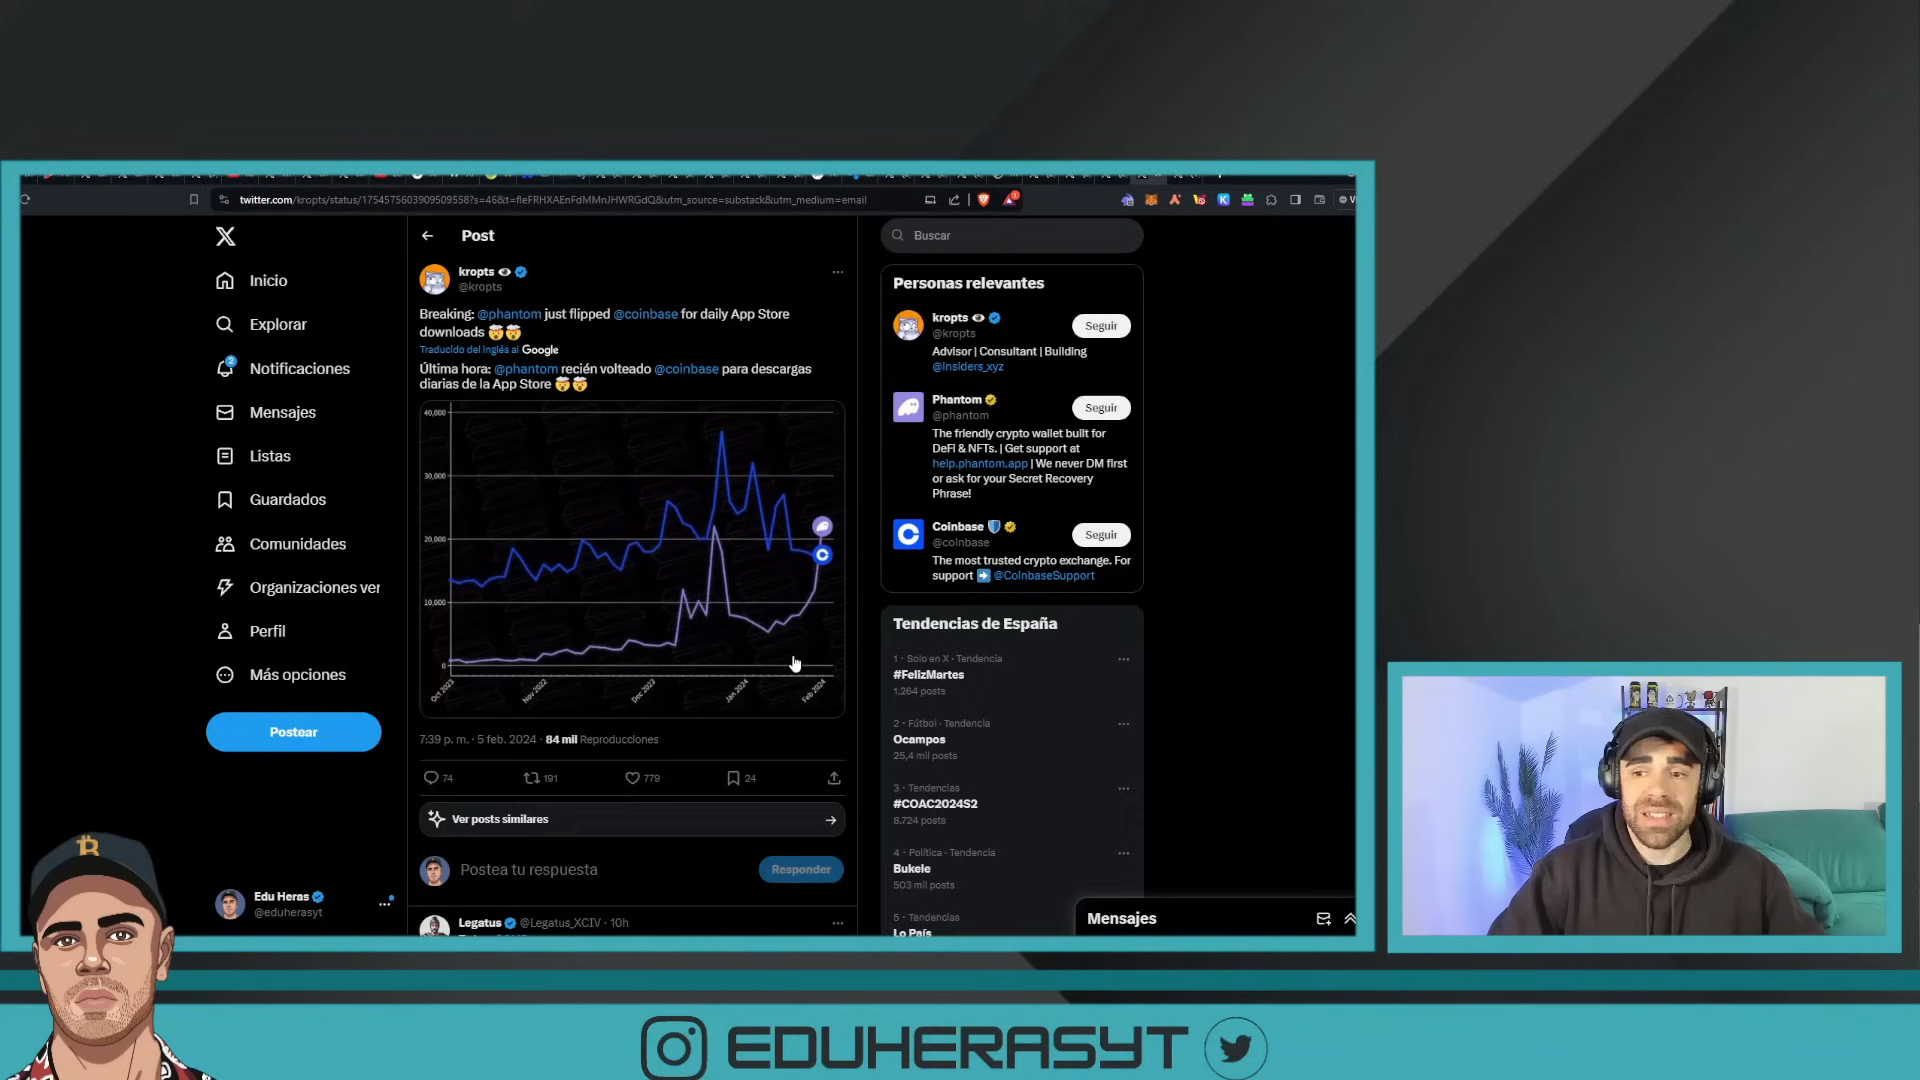 twitter.com/kropts/status/1754575603909509558?s=46&t=fleFRHXAEnFdMMnJHWRGdQ&utm_source=substack&utm_medium=email
Inicio
Explorar
2
Notificaciones
Mensajes
Listas
Guardados
Comunidades
Organizaciones ver
Perfil
Más opciones
Postear
Edu Heras
@eduherasyt
Post
kropts
@kropts
Breaking: @phantom just flipped @coinbase for daily App Store
downloads 🤯🤯
Traducido del inglés al Google
Última hora: @phantom recién volteado @coinbase para descargas
diarias de la App Store 🤯🤯
40,000
30,000
20,000
10,000
0
Oct 2023
Nov 2022
Dec 2023
Jan 2024
Feb 2024
7:39 p. m. · 5 feb. 2024 · 84 mil Reproducciones
74
191
779
24
Ver posts similares
Postea tu respuesta
Responder
Legatus @Legatus_XCIV · 10h
Buscar
Personas relevantes
kropts
@kropts
Seguir
Advisor | Consultant | Building
@Insiders_xyz
Phantom
@phantom
Seguir
The friendly crypto wallet built for
DeFi & NFTs. | Get support at
help.phantom.app | We never DM first
or ask for your Secret Recovery
Phrase!
Coinbase
@coinbase
Seguir
The most trusted crypto exchange. For
support ➡️ @CoinbaseSupport
Tendencias de España
1 · Solo en X · Tendencia
#FelizMartes
1.264 posts
2 · Fútbol · Tendencia
Ocampos
25,4 mil posts
3 · Tendencias
#COAC2024S2
8.724 posts
4 · Política · Tendencia
Bukele
503 mil posts
5 · Tendencias
Lo País
Mensajes
EDUHERASYT